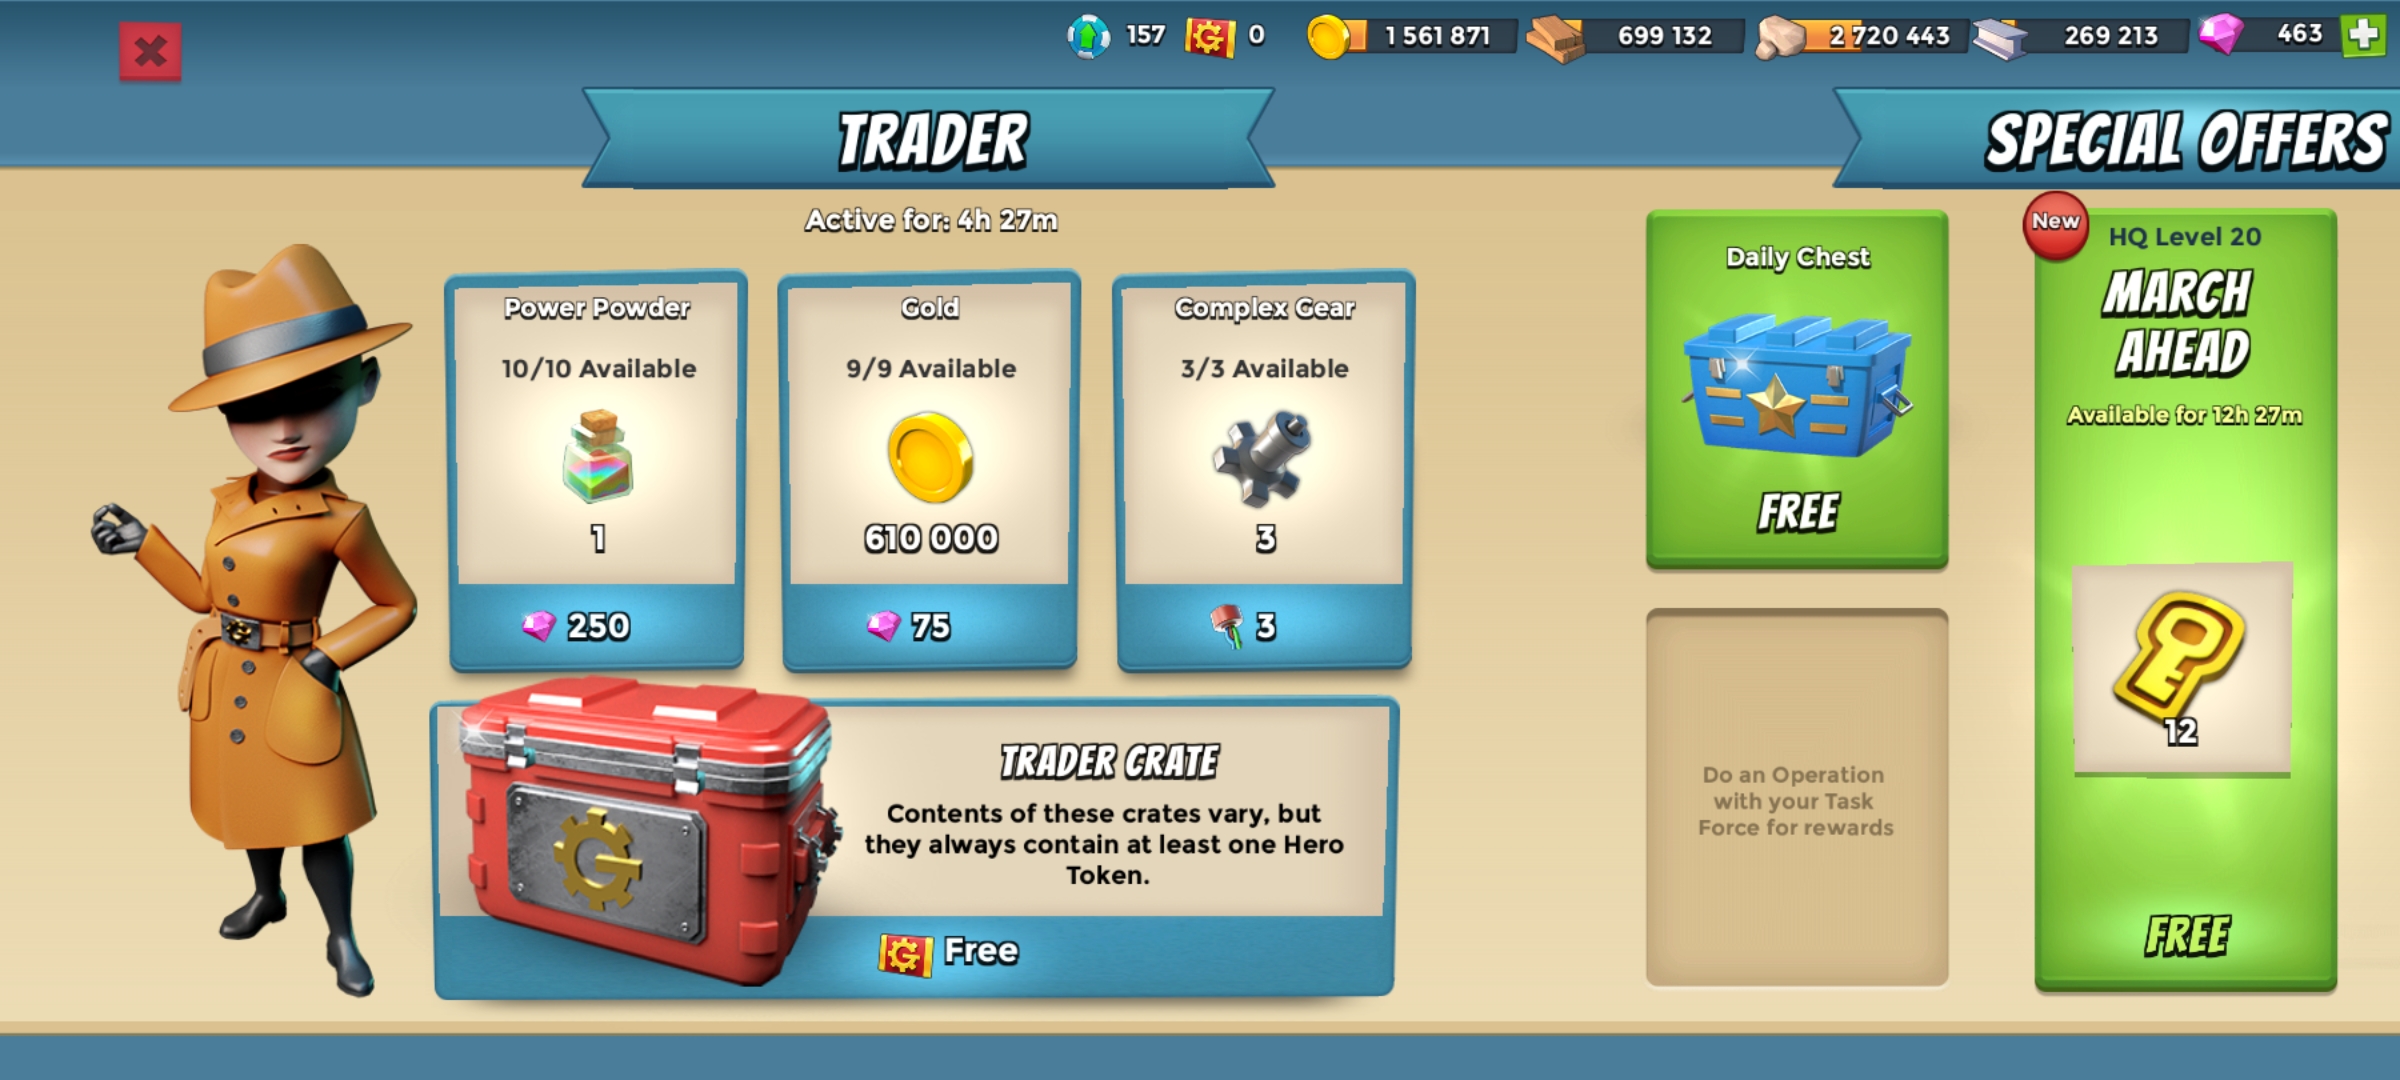 157
0
1 561 871
699 132
2 720 443
269 213
463
TRADER
SPECIAL OFFERS
Active for: 4h 27m
Power Powder
10/10 Available
1
250
Gold
9/9 Available
610 000
75
Complex Gear
3/3 Available
3
3
TRADER CRATE
Contents of these crates vary, but
they always contain at least one Hero
Token.
Free
Daily Chest
FREE
Do an Operation
with your Task
Force for rewards
New
HQ Level 20
MARCH
AHEAD
Available for 12h 27m
12
FREE